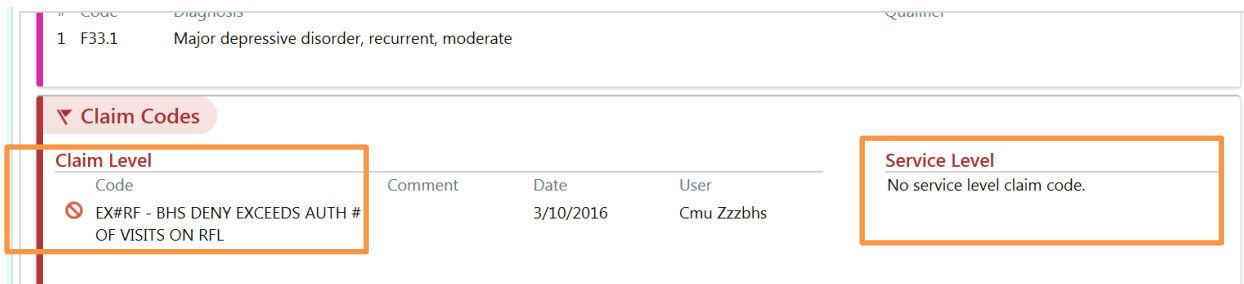 # Code Diagnosis Qualifier
1 F33.1 Major depressive disorder, recurrent, moderate
Claim Codes
Claim Level
Service Level
Code Comment Date User
No service level claim code.
EX#RF - BHS DENY EXCEEDS AUTH # 3/10/2016 Cmu Zzzbhs
OF VISITS ON RFL